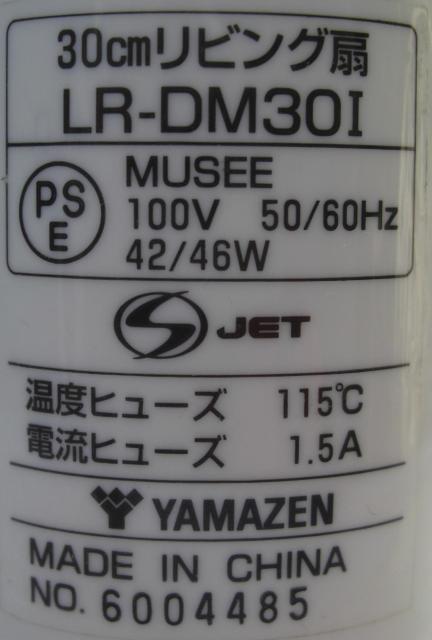 30cmリビング扇
LR-DM30I
PSE
MUSEE
100V 50/60Hz
42/46W
S JET
温度ヒューズ 115℃
電流ヒューズ 1.5A
YAMAZEN
MADE IN CHINA
NO. 6004485